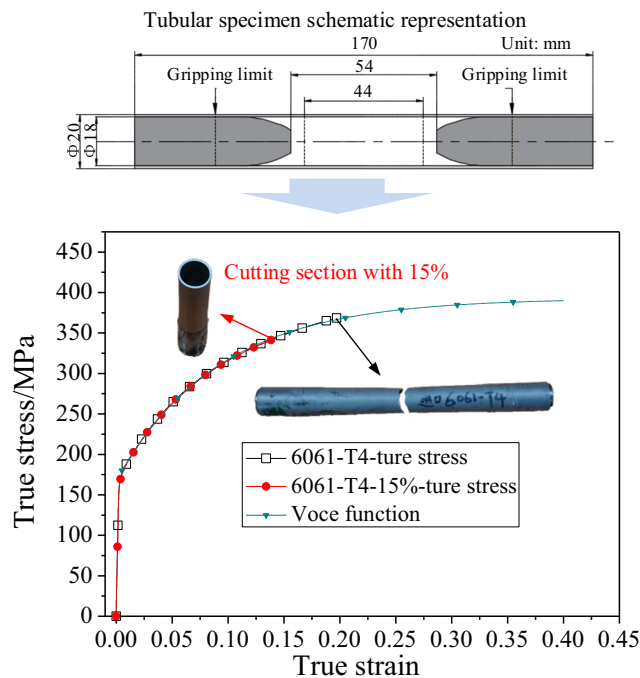 Tubular specimen schematic representation
170
Unit: mm
54
Gripping limit
Gripping limit
44
Φ20
Φ18
450
400
350
300
250
200
150
100
50
0
True stress/MPa
Cutting section with 15%
6061-T4
6061-T4-ture stress
6061-T4-15%-ture stress
Voce function
0.00 0.05 0.10 0.15 0.20 0.25 0.30 0.35 0.40 0.45
True strain